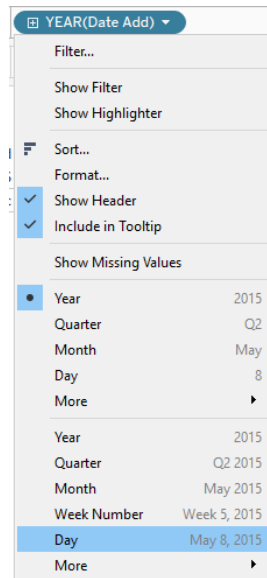 YEAR(Date Add)
Filter...
Show Filter
Show Highlighter
Sort...
Format...
Show Header
Include in Tooltip
Show Missing Values
Year 2015
Quarter Q2
Month May
Day 8
More
Year 2015
Quarter Q2 2015
Month May 2015
Week Number Week 5, 2015
Day May 8, 2015
More